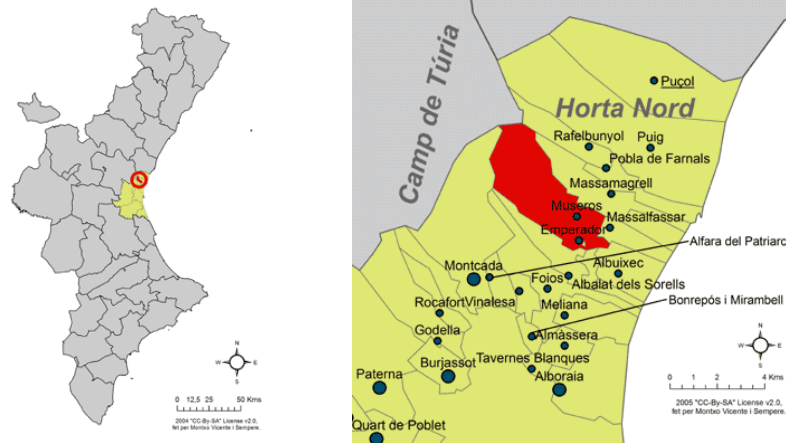 N
W
E
S
0 12,5 25 50 Kms
2004 "CC-By-SA" License v2.0,
fet per Montxo Vicente i Sempere.
Camp de Túria
Horta Nord
Puçol
Rafelbunyol
Puig
Pobla de Farnals
Massamagrell
Museros
Massalfassar
Emperador
Alfara del Patriarc
Montcada
Albuixec
Foios
Albalat dels Sorells
Rocafort
Vinalesa
Meliana
Bonrepós i Mirambell
Godella
Almàssera
Tavernes Blanques
Burjassot
Paterna
Alboraia
Quart de Poblet
N
W
E
S
0 1 2 4 Km
2005 "CC-By-SA" License v2.0,
fet per Montxo Vicente i Sempere.